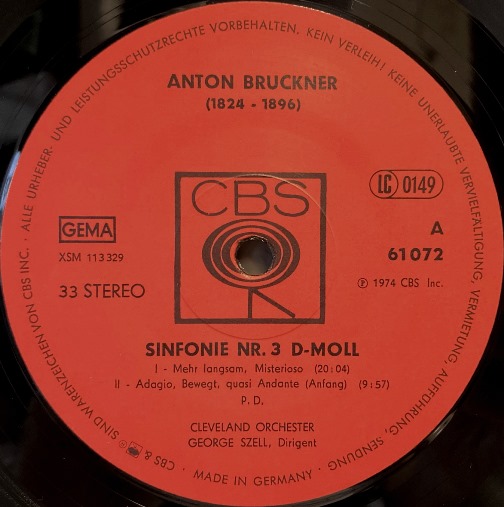 ALLE URHEBER- UND LEISTUNGSSCHUTZRECHTE VORBEHALTEN. KEIN VERLEIH! KEINE UNERLAUBTE VERVIELFÄLTIGUNG, VERMIETUNG, AUFFÜHRUNG, SENDUNG
ANTON BRUCKNER
(1824 - 1896)
CBS
LC 0149
GEMA
A
XSM 113329
61072
33 STEREO
℗ 1974 CBS Inc.
SINFONIE NR. 3 D-MOLL
I - Mehr langsam, Misterioso (20:04)
II - Adagio, Bewegt, quasi Andante (Anfang) (9:57)
P. D.
CLEVELAND ORCHESTER
GEORGE SZELL, Dirigent
CBS & SIND WARENZEICHEN VON CBS INC. · MADE IN GERMANY ·